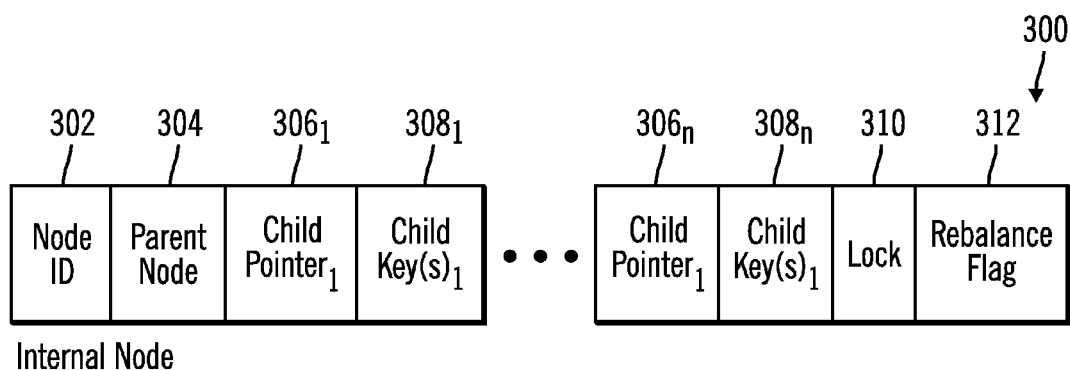 300
302 304 306₁ 308₁ 306ₙ 308ₙ 310 312
Node ID
Parent Node
Child Pointer₁
Child Key(s)₁
• • •
Child Pointer₁
Child Key(s)₁
Lock
Rebalance Flag
Internal Node